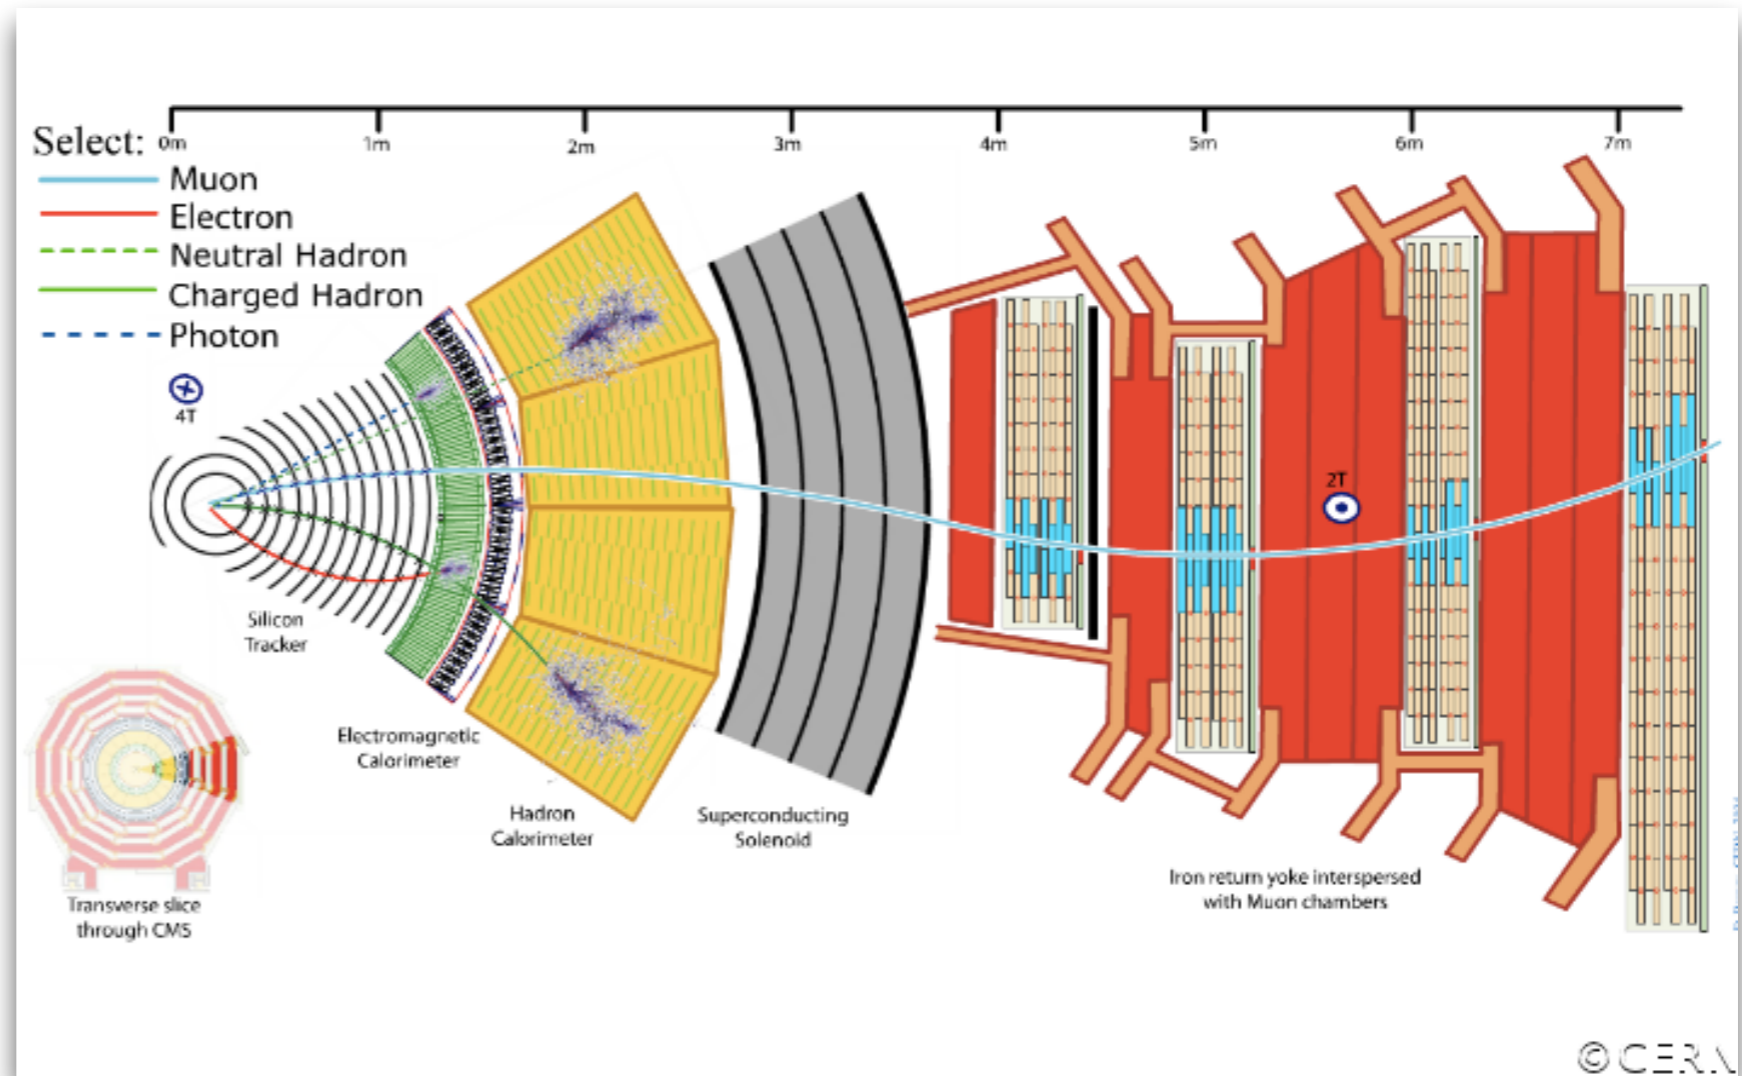 Select:
0m 1m 2m 3m 4m 5m 6m 7m
Muon
Electron
Neutral Hadron
Charged Hadron
Photon
4T
2T
Silicon
Tracker
Electromagnetic
Calorimeter
Hadron
Calorimeter
Superconducting
Solenoid
Iron return yoke interspersed
with Muon chambers
Transverse slice
through CMS
© CERN